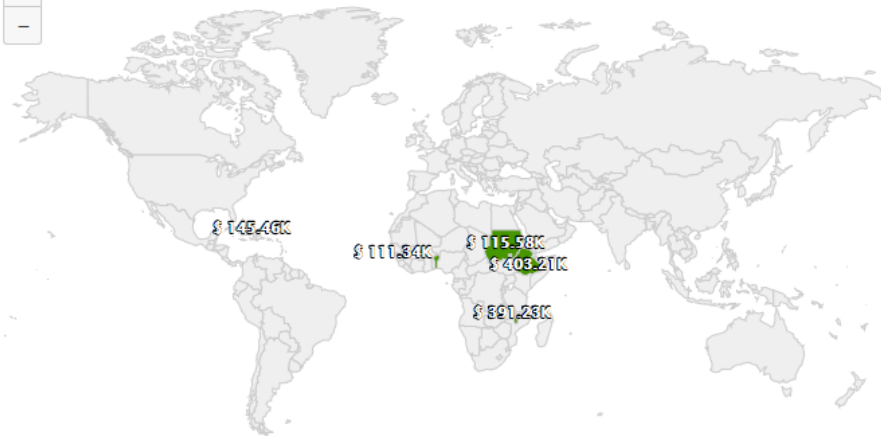 –
$ 145.46K
$ 111.34K
$ 115.58K
$ 403.21K
$ 391.23K